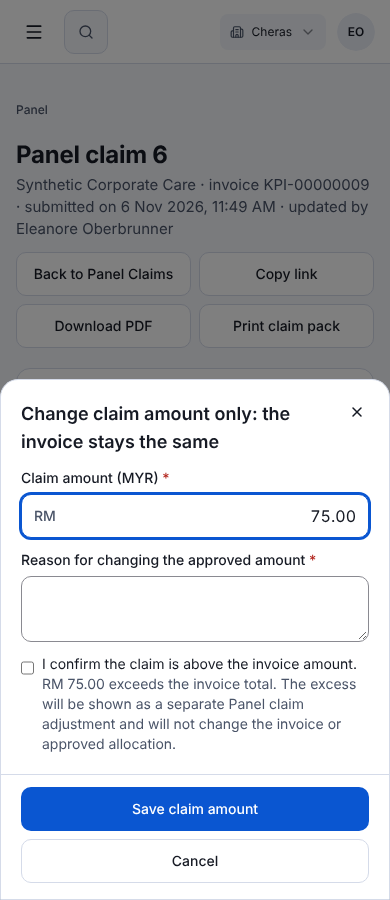 Cheras
EO
Panel
Panel claim 6
Synthetic Corporate Care · invoice KPI-00000009
· submitted on 6 Nov 2026, 11:49 AM · updated by
Eleanore Oberbrunner
Back to Panel Claims
Copy link
Download PDF
Print claim pack
Change claim amount only: the
invoice stays the same
Claim amount (MYR) *
RM 75.00
Reason for changing the approved amount *
I confirm the claim is above the invoice amount.
RM 75.00 exceeds the invoice total. The excess
will be shown as a separate Panel claim
adjustment and will not change the invoice or
approved allocation.
Save claim amount
Cancel